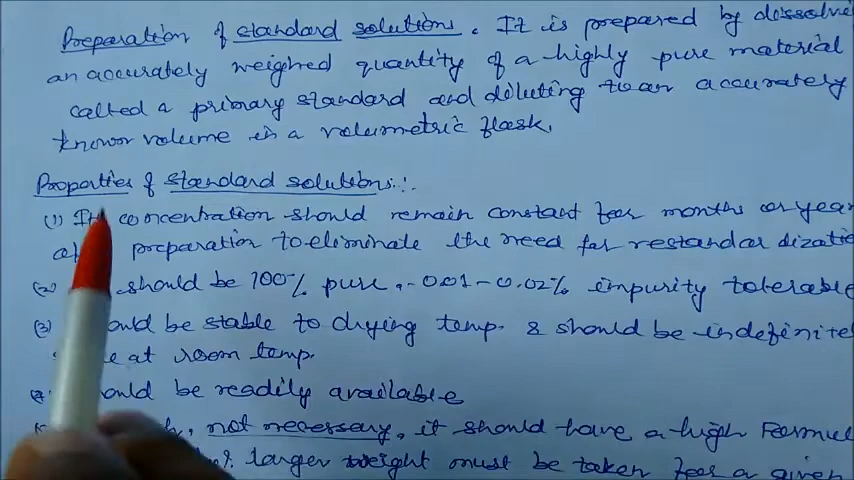 Preparation of standard solutions. It is prepared by dissolve
an accurately weighed quantity of a highly pure material
called a primary standard and diluting to an accurately
known volume in a volumetric flask.
Properties of standard solutions:.
(1) Its concentration should remain constant for months or year
preparation to eliminate the need for restandardizatio
(2) should be 100% pure. - 0.01-0.02% impurity tolerable
(3) should be stable to drying temp. & should be indefinite
at room temp.
(4) should be readily available
not necessary, it should have a high Formul
larger weight must be taken for a given